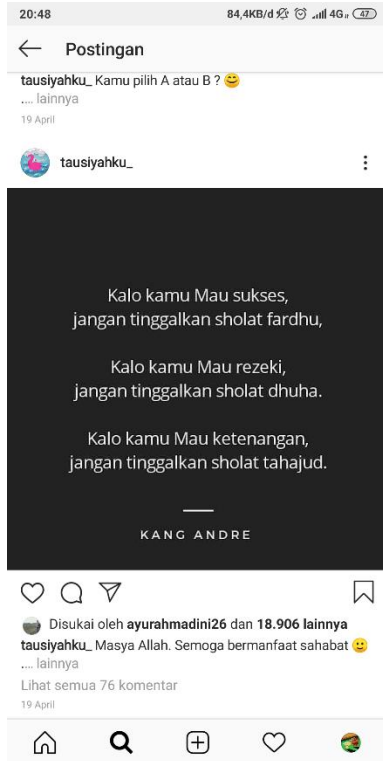 20:48 84,4KB/d 4G 47
Postingan
tausiyahku_ Kamu pilih A atau B ? 😊
.... lainnya
19 April
tausiyahku_
Kalo kamu Mau sukses,
jangan tinggalkan sholat fardhu,
Kalo kamu Mau rezeki,
jangan tinggalkan sholat dhuha.
Kalo kamu Mau ketenangan,
jangan tinggalkan sholat tahajud.
KANG ANDRE
Disukai oleh ayurahmadini26 dan 18.906 lainnya
tausiyahku_ Masya Allah. Semoga bermanfaat sahabat 🙂
.... lainnya
Lihat semua 76 komentar
19 April